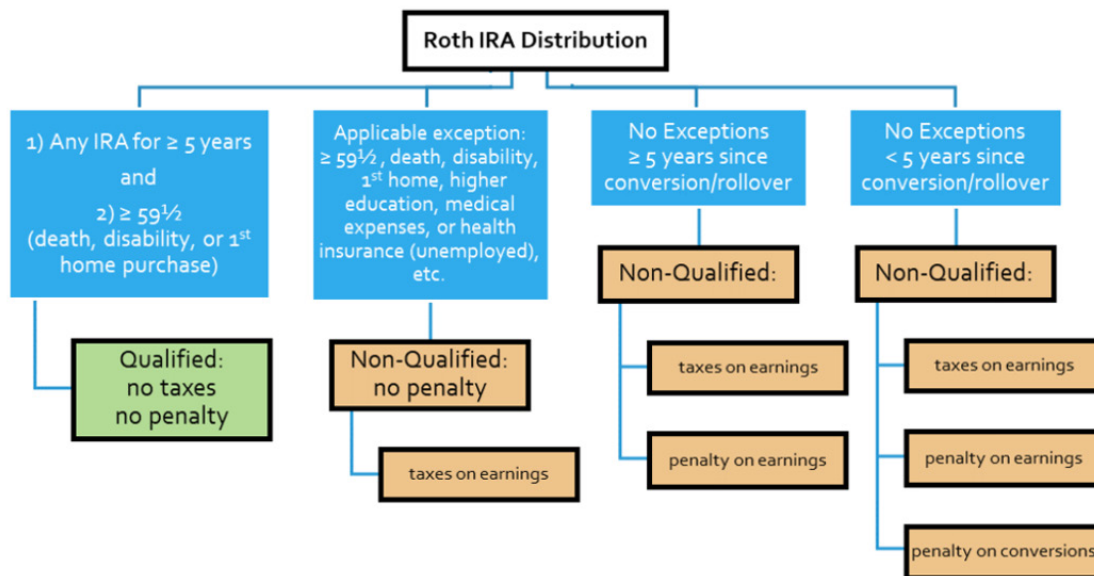 Roth IRA Distribution
1) Any IRA for ≥ 5 years
and
2) ≥ 59½
(death, disability, or 1st
home purchase)
Qualified:
no taxes
no penalty
Applicable exception:
≥ 59½ , death, disability,
1st home, higher
education, medical
expenses, or health
insurance (unemployed),
etc.
Non-Qualified:
no penalty
taxes on earnings
No Exceptions
≥ 5 years since
conversion/rollover
Non-Qualified:
taxes on earnings
penalty on earnings
No Exceptions
< 5 years since
conversion/rollover
Non-Qualified:
taxes on earnings
penalty on earnings
penalty on conversions